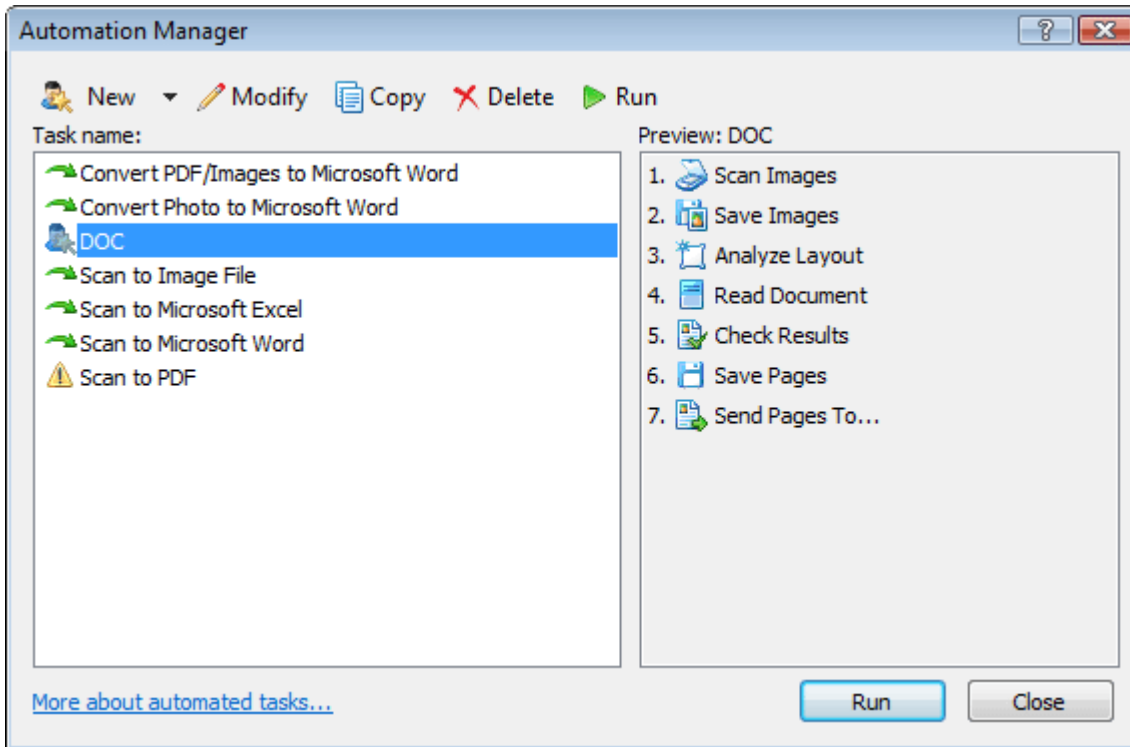 Automation Manager
New Modify Copy Delete Run
Task name:
Convert PDF/Images to Microsoft Word
Convert Photo to Microsoft Word
DOC
Scan to Image File
Scan to Microsoft Excel
Scan to Microsoft Word
Scan to PDF
Preview: DOC
1. Scan Images
2. Save Images
3. Analyze Layout
4. Read Document
5. Check Results
6. Save Pages
7. Send Pages To...
More about automated tasks...
Run
Close